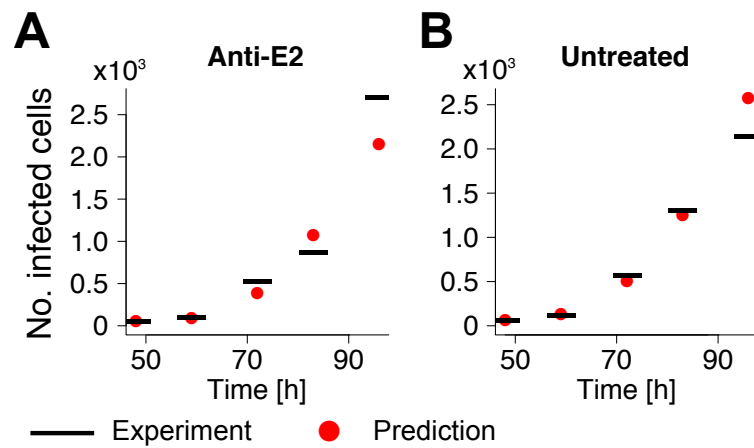 A
B
Anti-E2
Untreated
x10³
x10³
No. infected cells
2.5
2.0
1.5
1.0
0.5
0
50
70
90
Time [h]
2.5
2.0
1.5
1.0
0.5
0
50
70
90
Time [h]
Experiment
Prediction